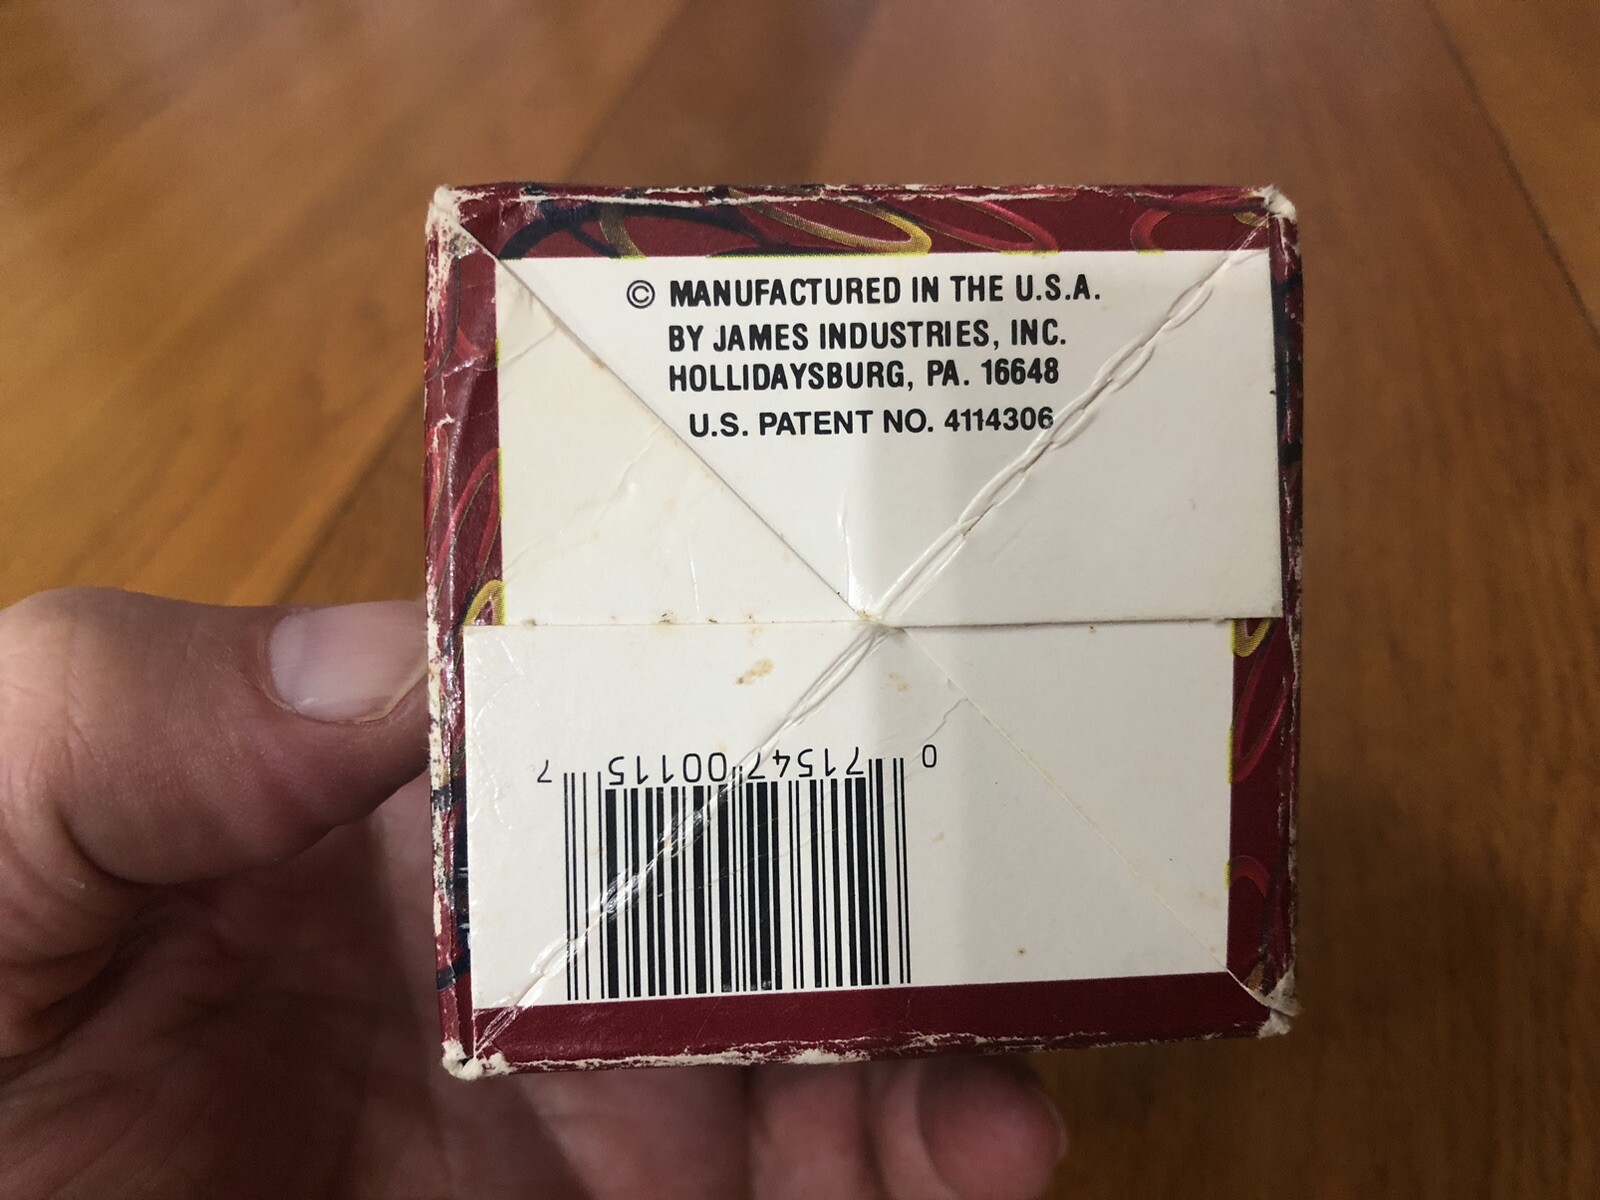 © MANUFACTURED IN THE U.S.A.
BY JAMES INDUSTRIES, INC.
HOLLIDAYSBURG, PA. 16648
U.S. PATENT NO. 4114306
0 71547 00115 7